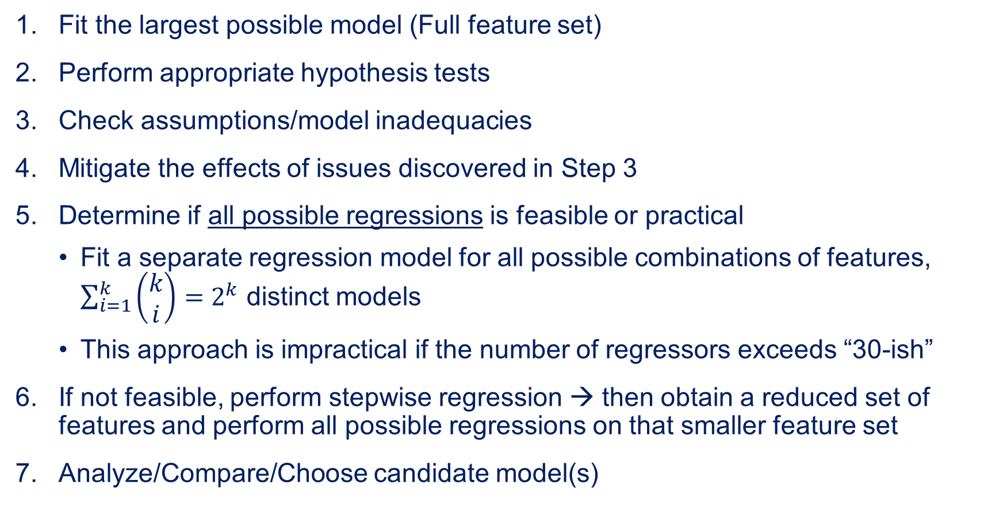 1. Fit the largest possible model (Full feature set)
2. Perform appropriate hypothesis tests
3. Check assumptions/model inadequacies
4. Mitigate the effects of issues discovered in Step 3
5. Determine if all possible regressions is feasible or practical
• Fit a separate regression model for all possible combinations of features,
∑ᵏᵢ₌₁ (k i) = 2ᵏ distinct models
• This approach is impractical if the number of regressors exceeds “30-ish”
6. If not feasible, perform stepwise regression → then obtain a reduced set of
features and perform all possible regressions on that smaller feature set
7. Analyze/Compare/Choose candidate model(s)